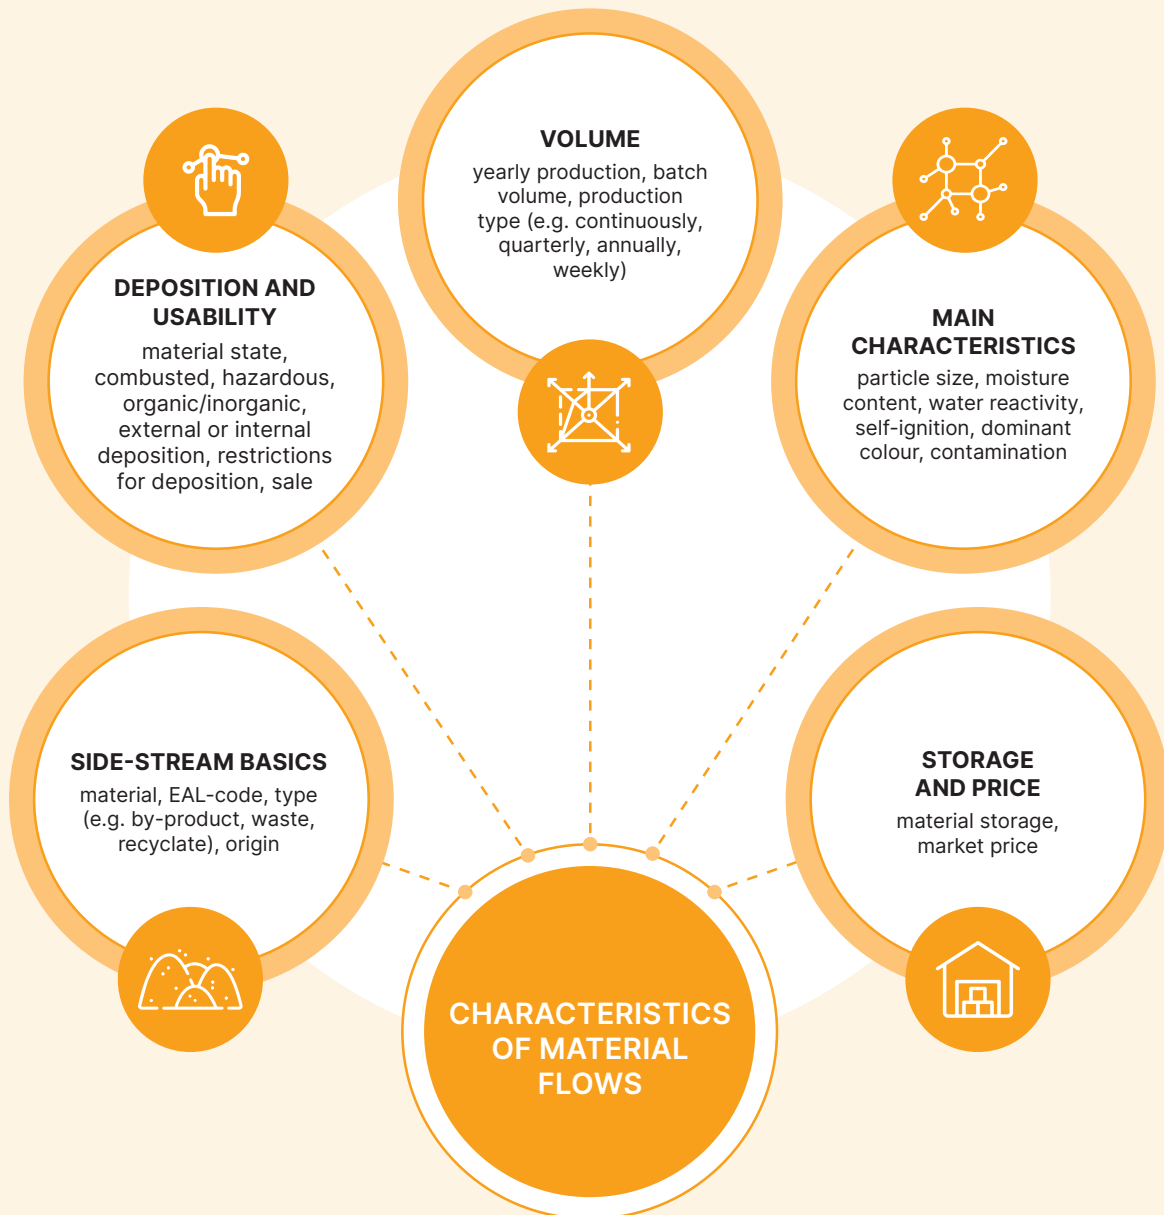 VOLUME
yearly production, batch
volume, production
type (e.g. continuously,
quarterly, annually,
weekly)
DEPOSITION AND
USABILITY
material state,
combusted, hazardous,
organic/inorganic,
external or internal
deposition, restrictions
for deposition, sale
MAIN
CHARACTERISTICS
particle size, moisture
content, water reactivity,
self-ignition, dominant
colour, contamination
SIDE-STREAM BASICS
material, EAL-code, type
(e.g. by-product, waste,
recyclate), origin
STORAGE
AND PRICE
material storage,
market price
CHARACTERISTICS
OF MATERIAL
FLOWS